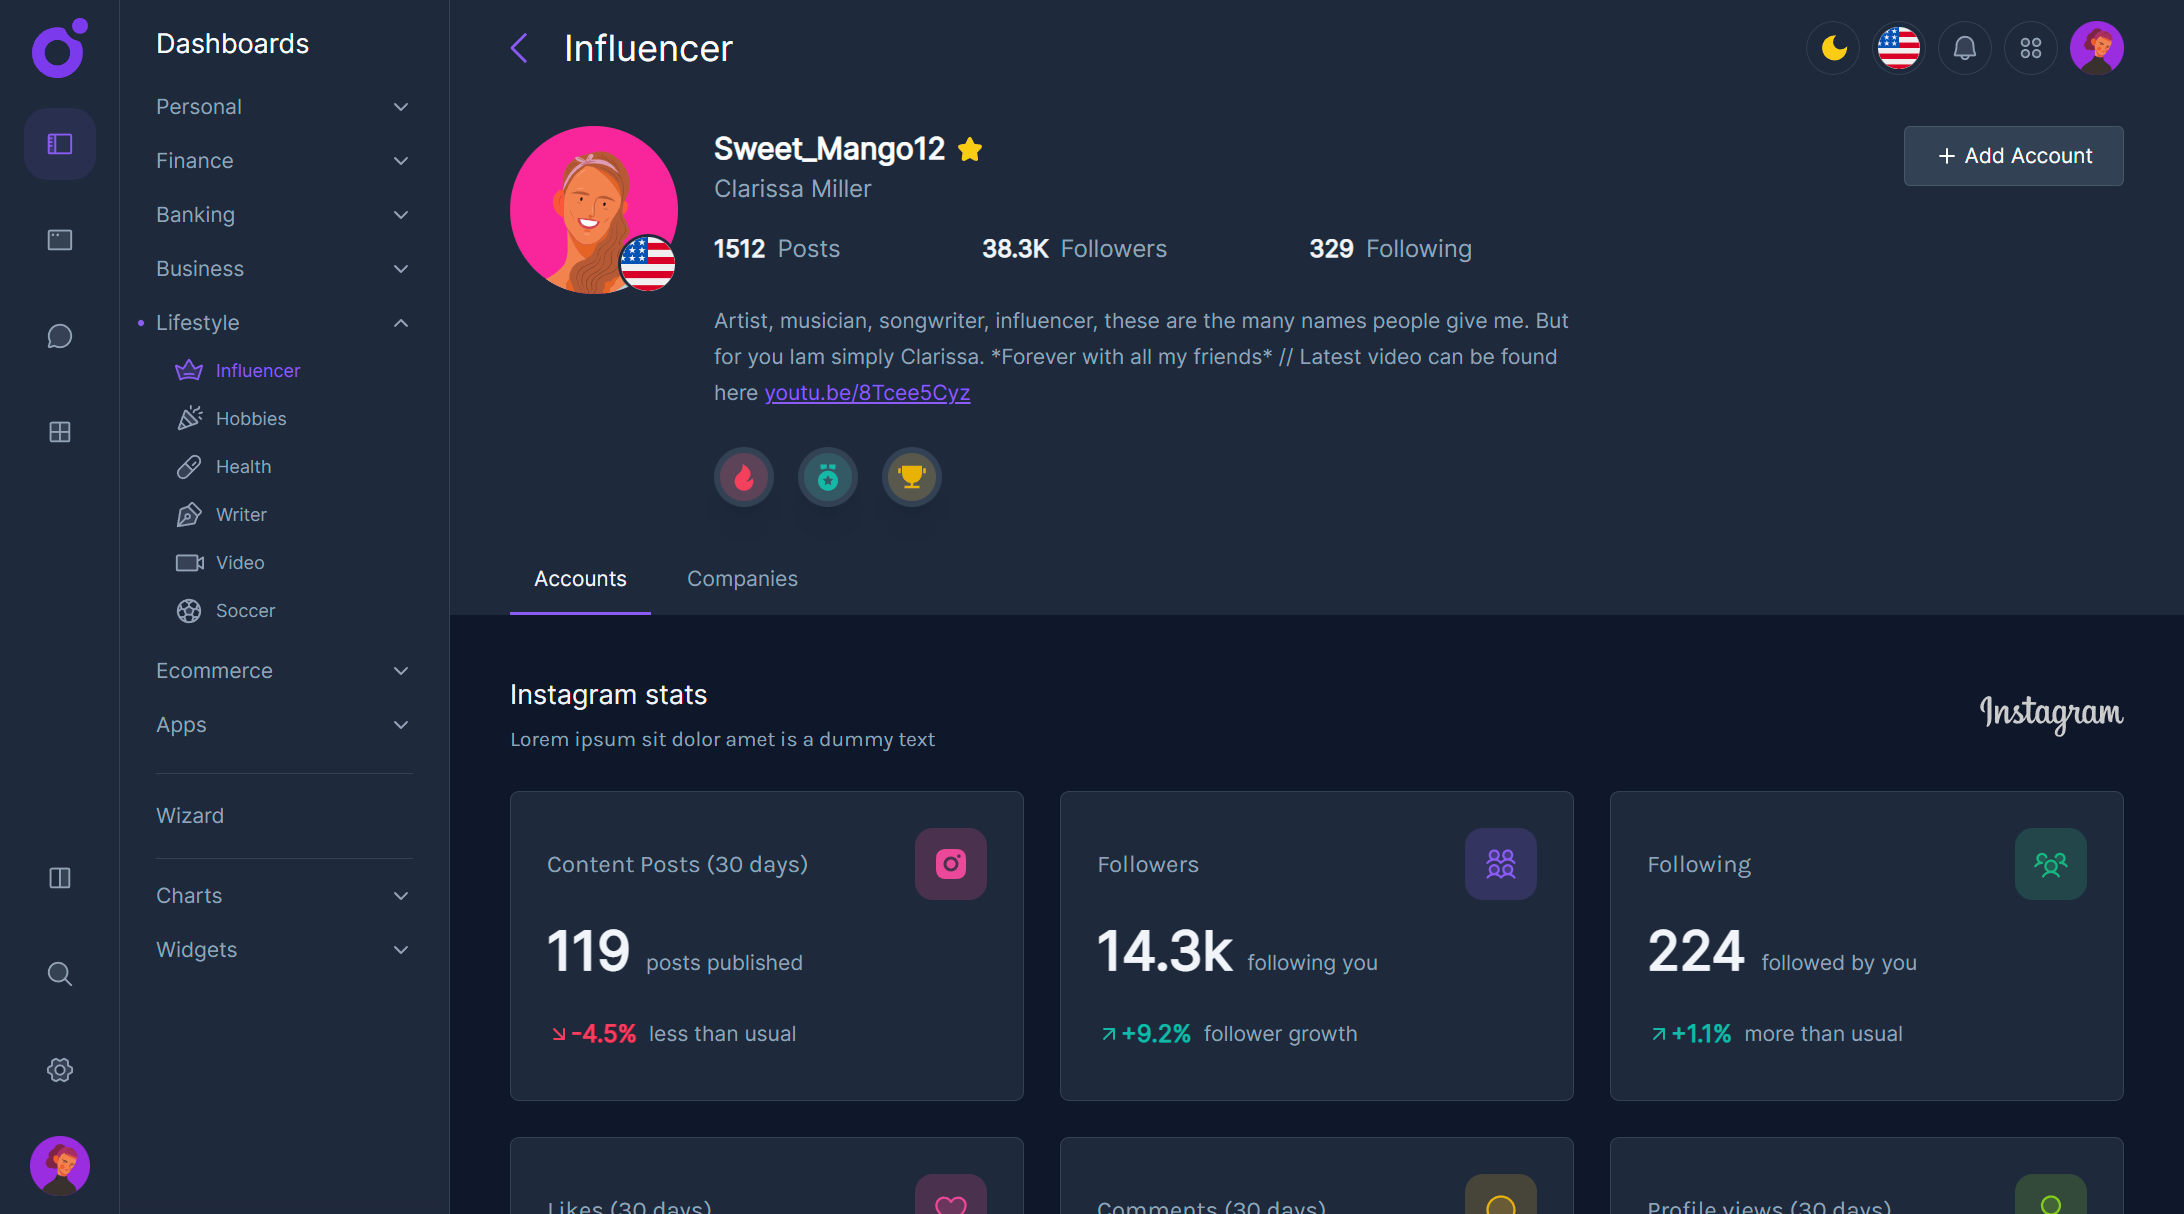 Dashboards
Personal
Finance
Banking
Business
Lifestyle
Influencer
Hobbies
Health
Writer
Video
Soccer
Ecommerce
Apps
Wizard
Charts
Widgets
Influencer
Sweet_Mango12
Clarissa Miller
Add Account
1512 Posts
38.3K Followers
329 Following
Artist, musician, songwriter, influencer, these are the many names people give me. But
for you Iam simply Clarissa. *Forever with all my friends* // Latest video can be found
here youtu.be/8Tcee5Cyz
Accounts
Companies
Instagram stats
Lorem ipsum sit dolor amet is a dummy text
Instagram
Content Posts (30 days)
119 posts published
-4.5% less than usual
Followers
14.3k following you
+9.2% follower growth
Following
224 followed by you
+1.1% more than usual
Likes (30 days)
Comments (30 days)
Profile views (30 days)